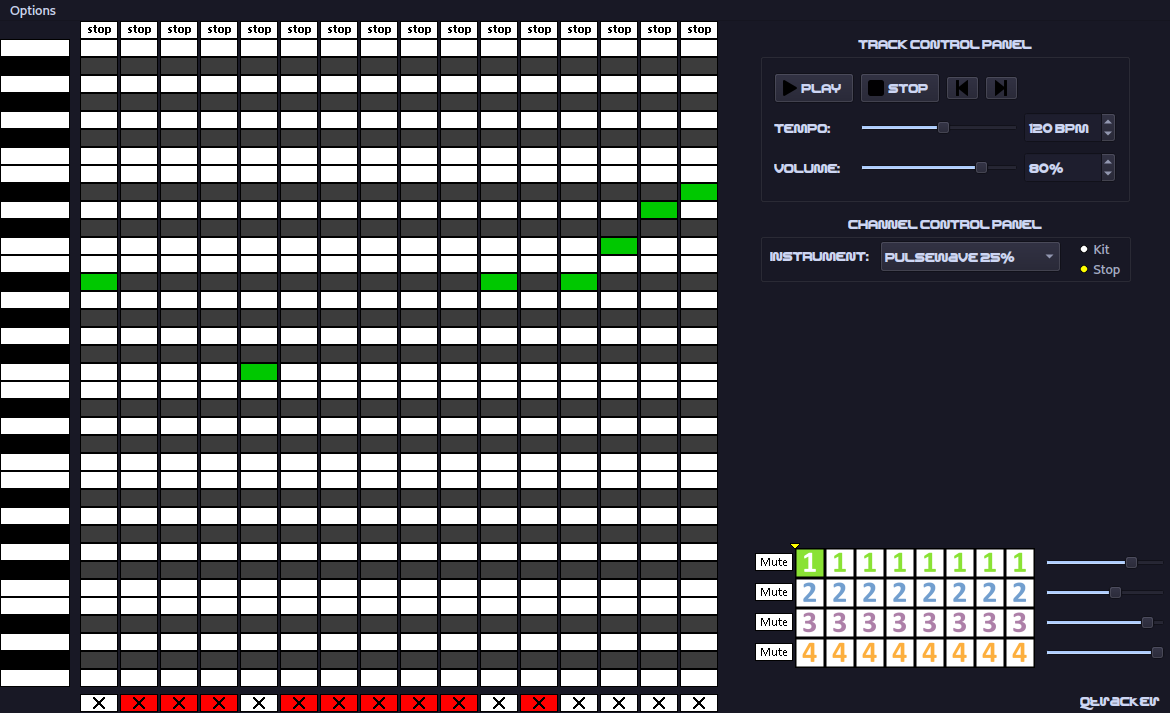 Options
stop stop stop stop stop stop stop stop stop stop stop stop stop stop stop stop
TRACK CONTROL PANEL
PLAY STOP
TEMPO: 120 BPM
VOLUME: 80%
CHANNEL CONTROL PANEL
INSTRUMENT: PULSEWAVE 25% Kit
Stop
Mute 1 1 1 1 1 1 1 1
Mute 2 2 2 2 2 2 2 2
Mute 3 3 3 3 3 3 3 3
Mute 4 4 4 4 4 4 4 4
X X X X X X X X X X X X X X X X
QTRACKER